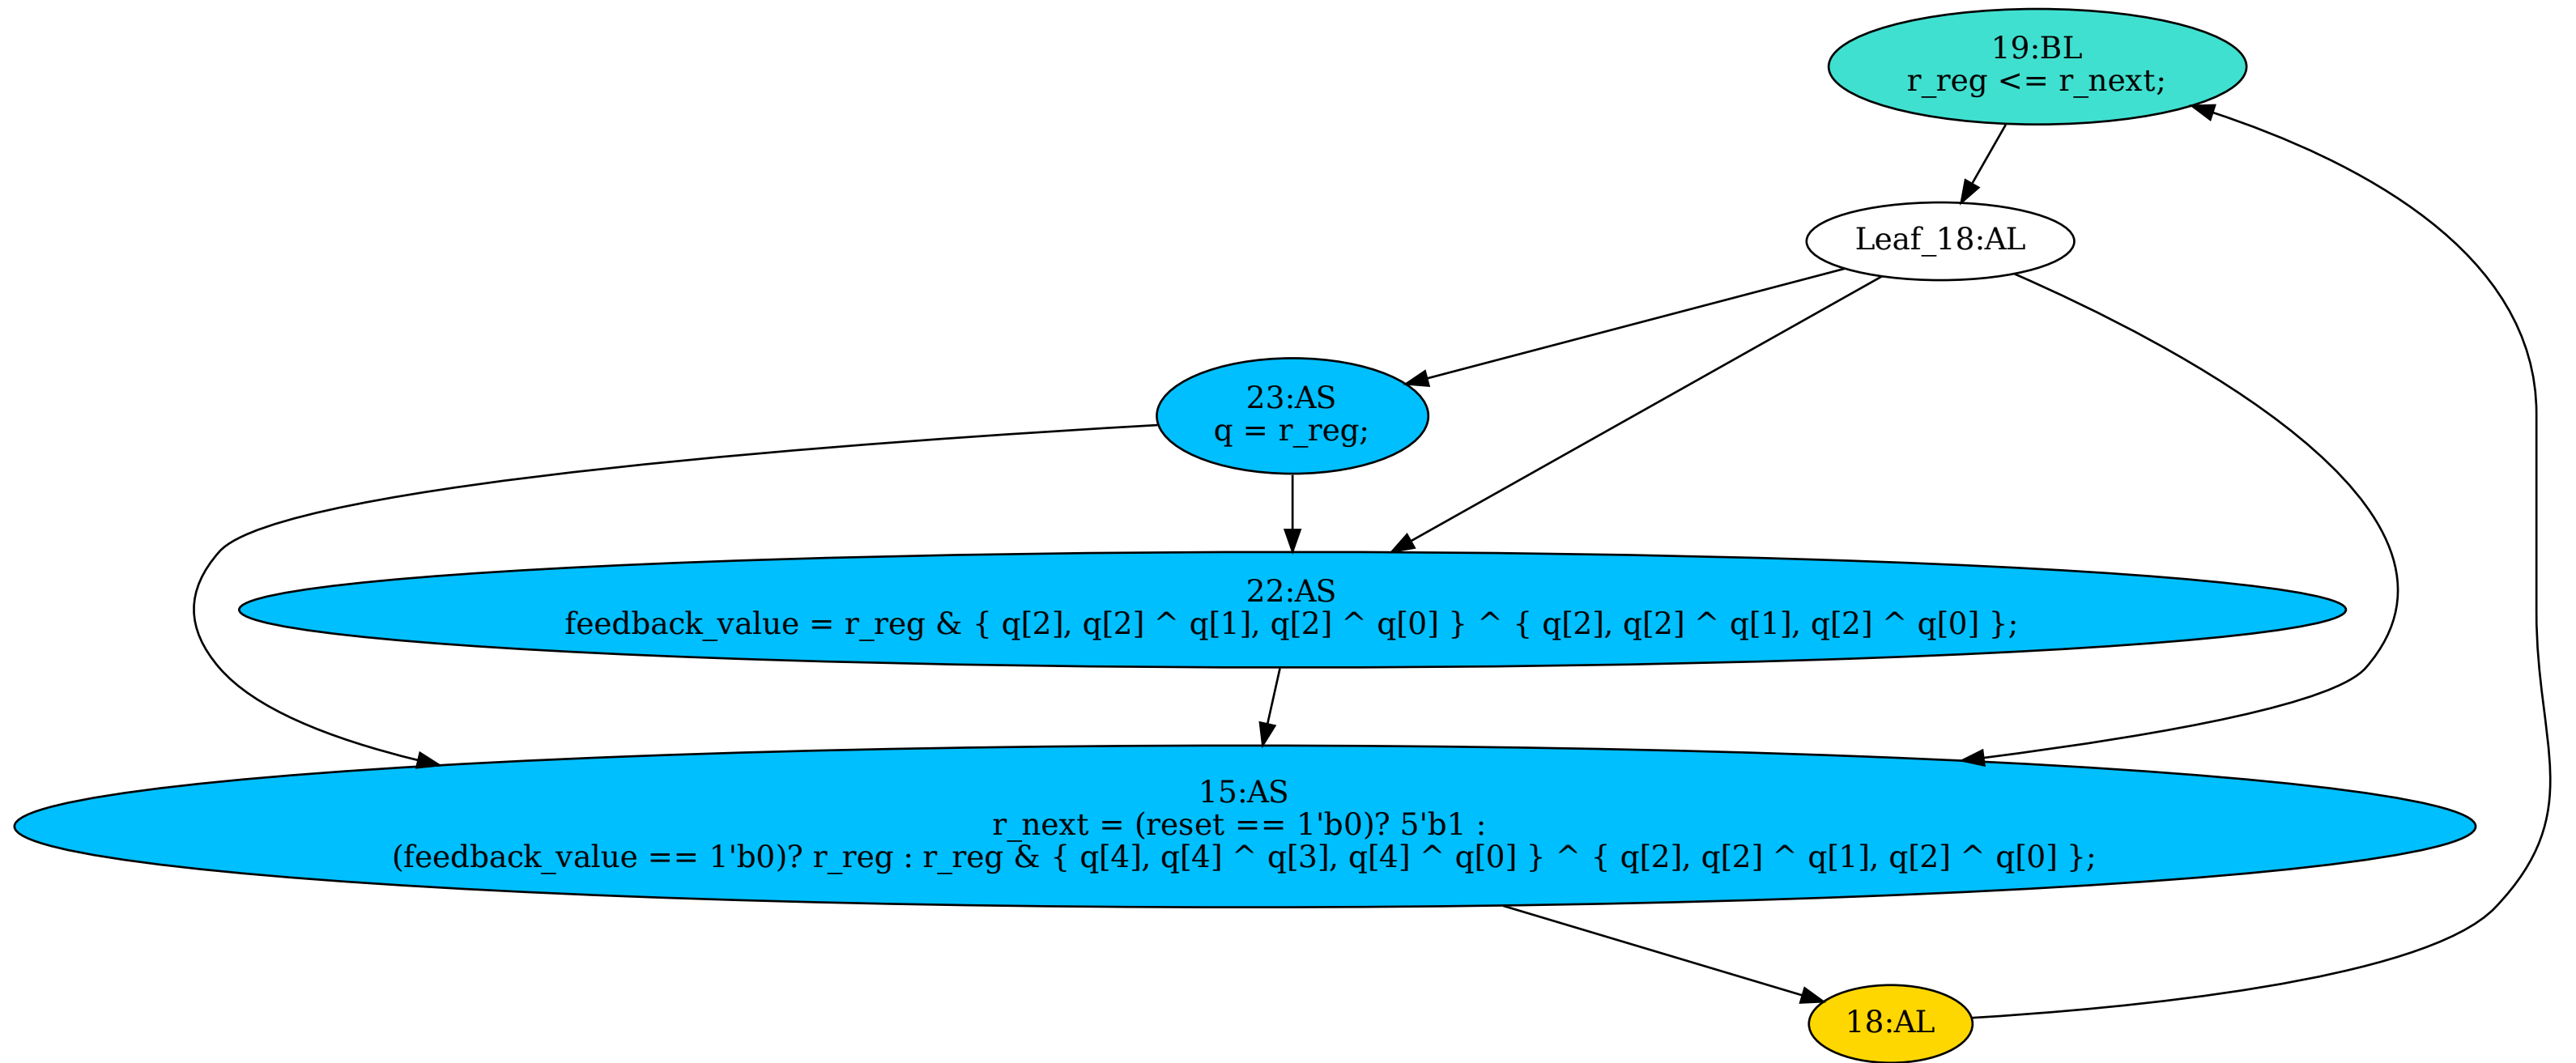 19:BL
r_reg <= r_next;
Leaf_18:AL
23:AS
q = r_reg;
22:AS
feedback_value = r_reg & { q[2], q[2] ^ q[1], q[2] ^ q[0] } ^ { q[2], q[2] ^ q[1], q[2] ^ q[0] };
15:AS
r_next = (reset == 1'b0)? 5'b1 :
(feedback_value == 1'b0)? r_reg : r_reg & { q[4], q[4] ^ q[3], q[4] ^ q[0] } ^ { q[2], q[2] ^ q[1], q[2] ^ q[0] };
18:AL